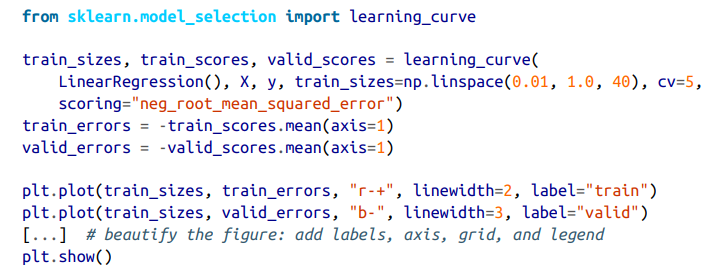 from sklearn.model_selection import learning_curve
train_sizes, train_scores, valid_scores = learning_curve(
LinearRegression(), X, y, train_sizes=np.linspace(0.01, 1.0, 40), cv=5,
scoring="neg_root_mean_squared_error")
train_errors = -train_scores.mean(axis=1)
valid_errors = -valid_scores.mean(axis=1)
plt.plot(train_sizes, train_errors, "r-+", linewidth=2, label="train")
plt.plot(train_sizes, valid_errors, "b-", linewidth=3, label="valid")
[...]  # beautify the figure: add labels, axis, grid, and legend
plt.show()